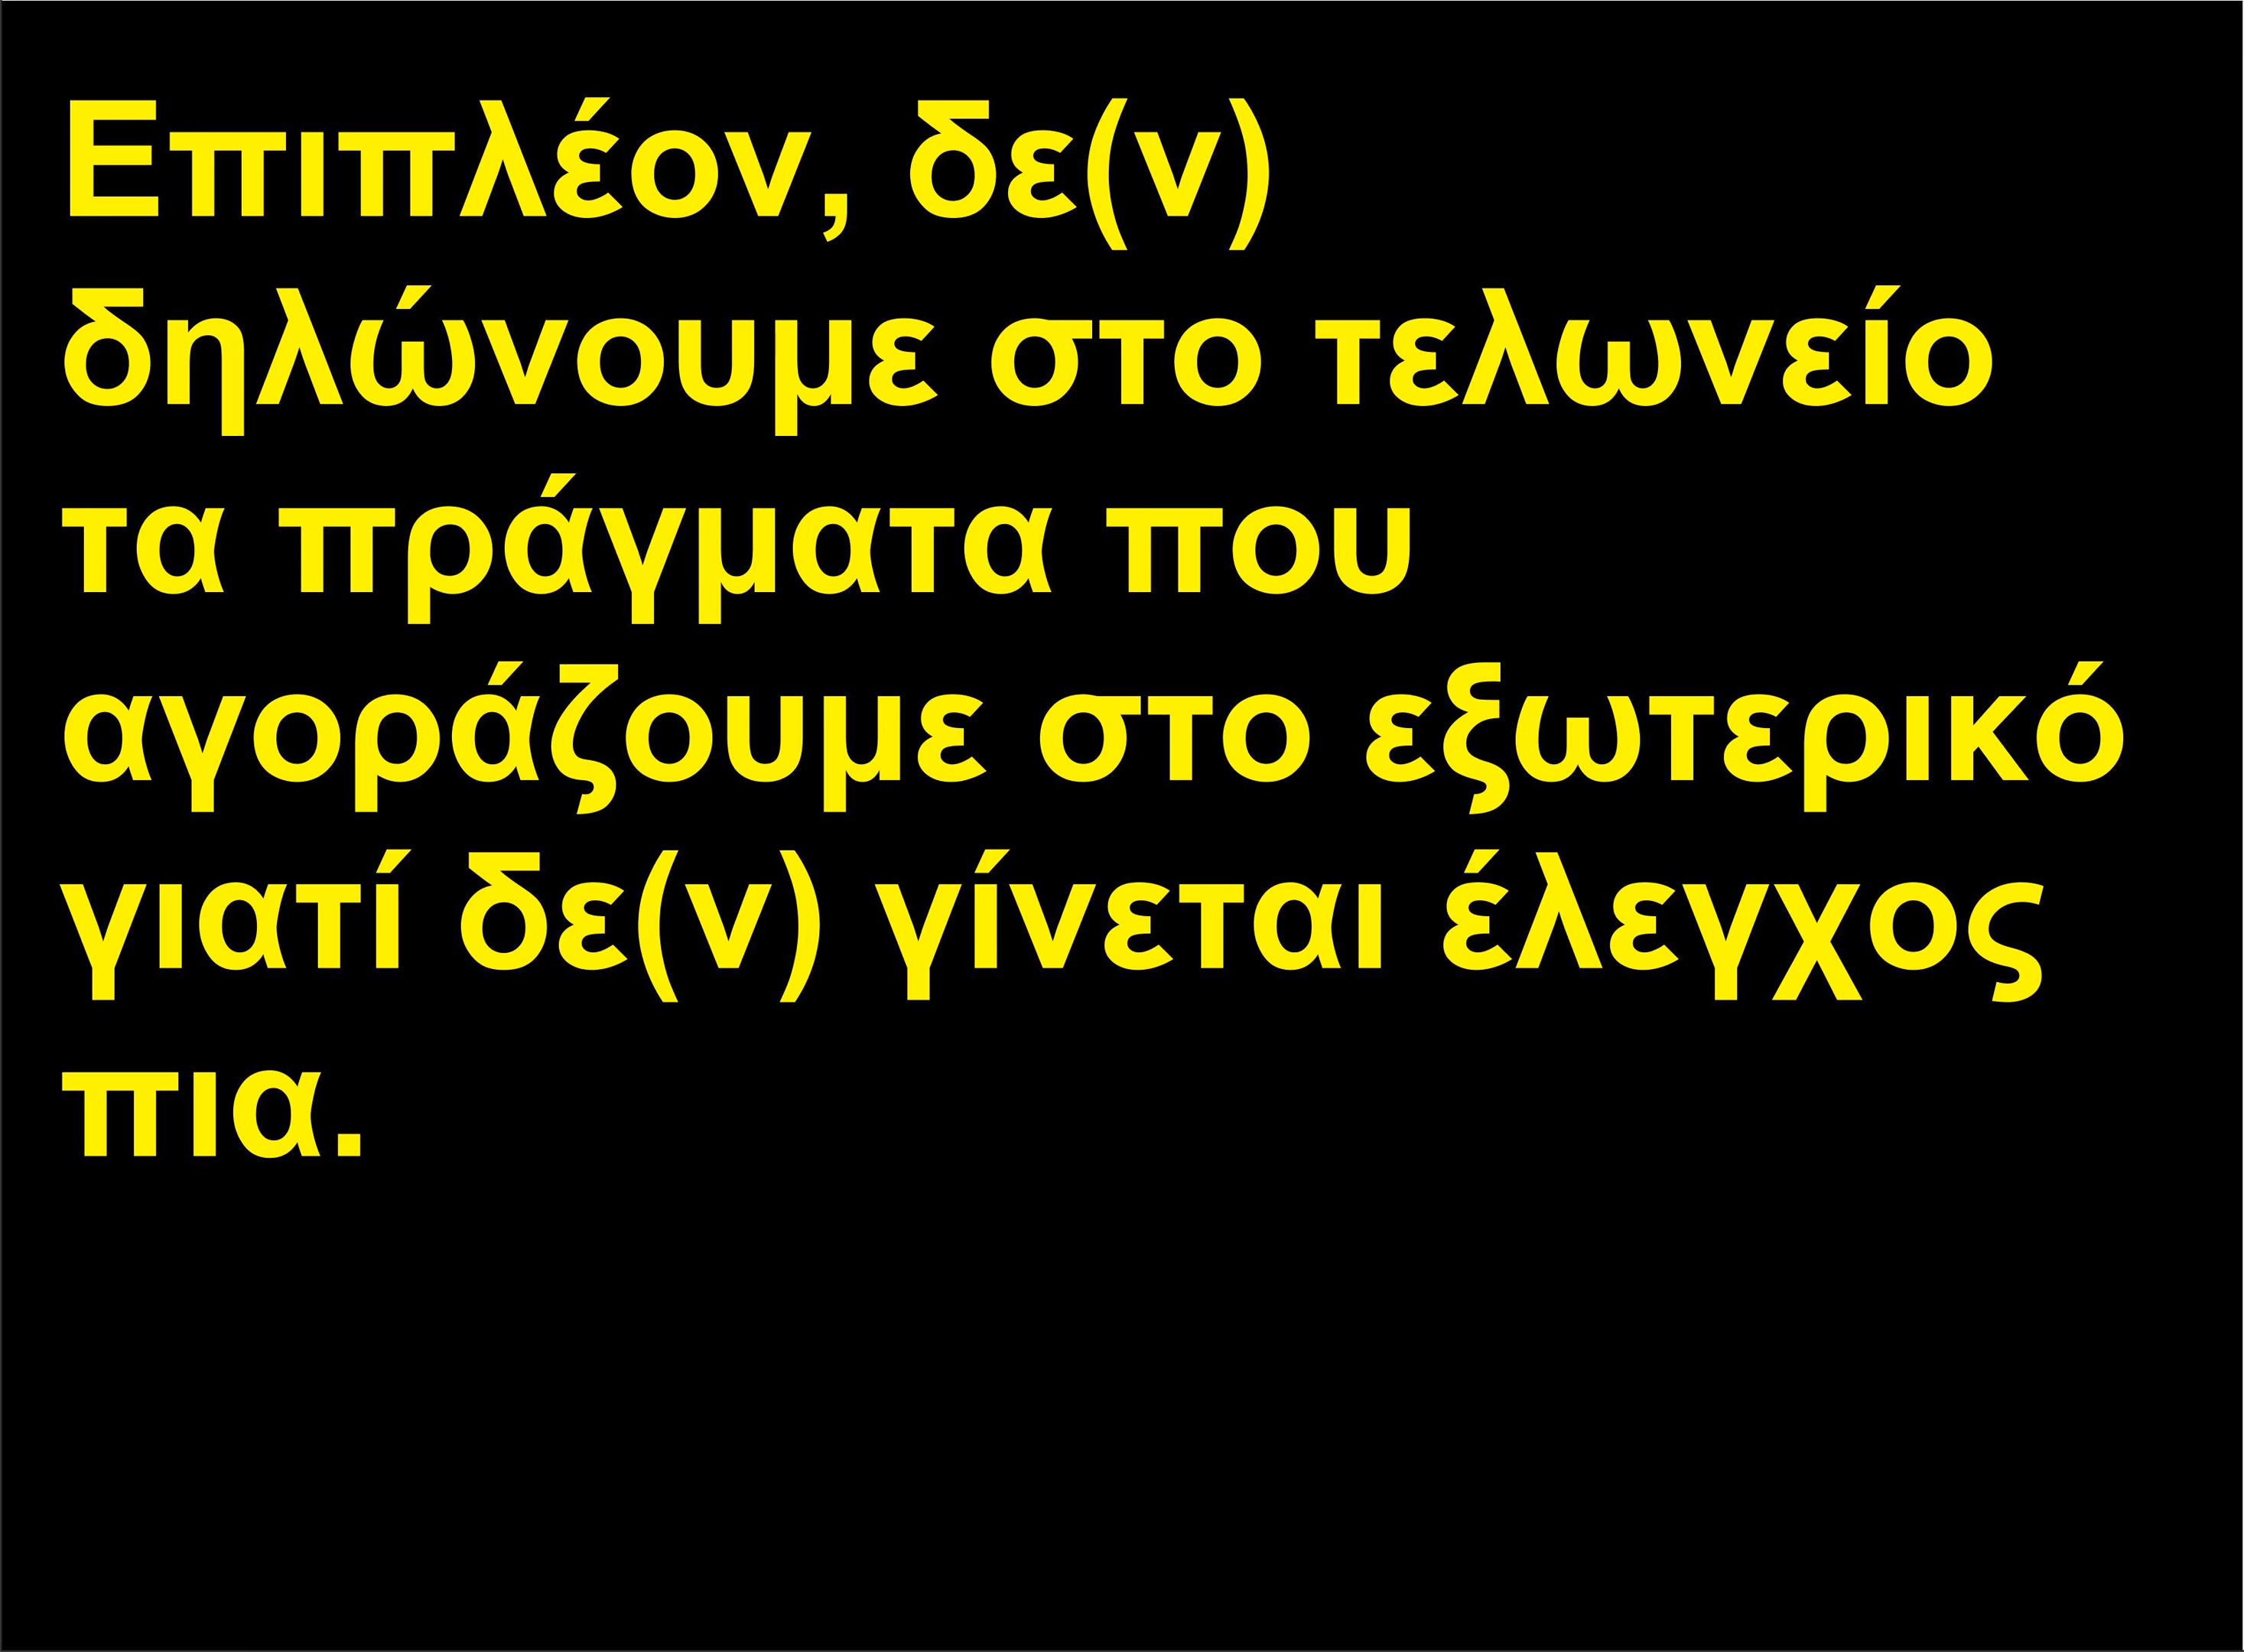 Επιπλέον, δε(ν)
δηλώνουμε στο τελωνείο
τα πράγματα που
αγοράζουμε στο εξωτερικό
γιατί δε(ν) γίνεται έλεγχος
πια.